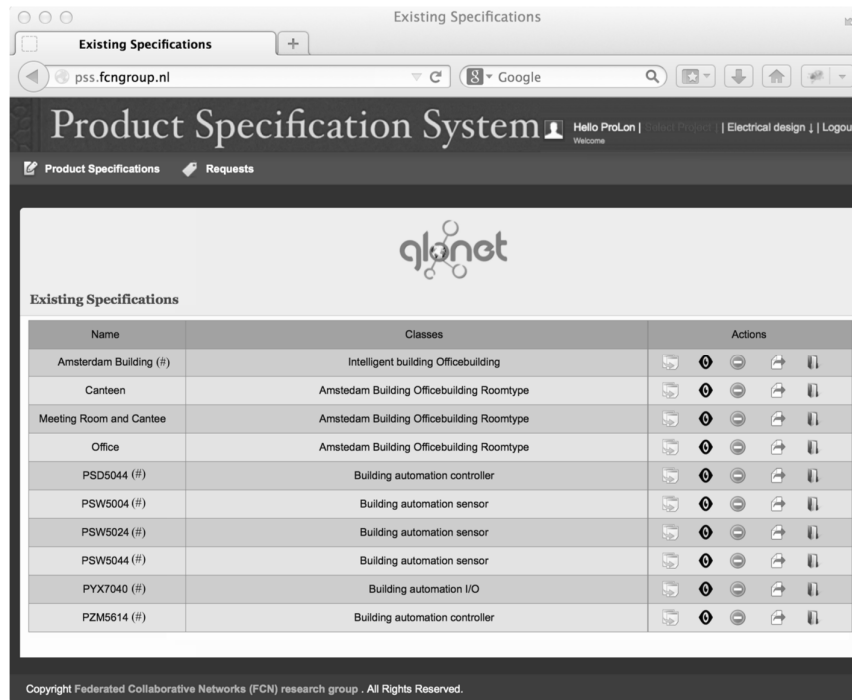 Existing Specifications
Existing Specifications
pss.fcngroup.nl
Google
Product Specification System
Hello ProLon | Select Project | | Electrical design ↓ | Logou
Welcome
Product Specifications Requests
glonet
Existing Specifications
Name Classes Actions
Amsterdam Building (#) Intelligent building Officebuilding
Canteen Amstedam Building Officebuilding Roomtype
Meeting Room and Cantee Amstedam Building Officebuilding Roomtype
Office Amstedam Building Officebuilding Roomtype
PSD5044 (#) Building automation controller
PSW5004 (#) Building automation sensor
PSW5024 (#) Building automation sensor
PSW5044 (#) Building automation sensor
PYX7040 (#) Building automation I/O
PZM5614 (#) Building automation controller
Copyright Federated Collaborative Networks (FCN) research group . All Rights Reserved.